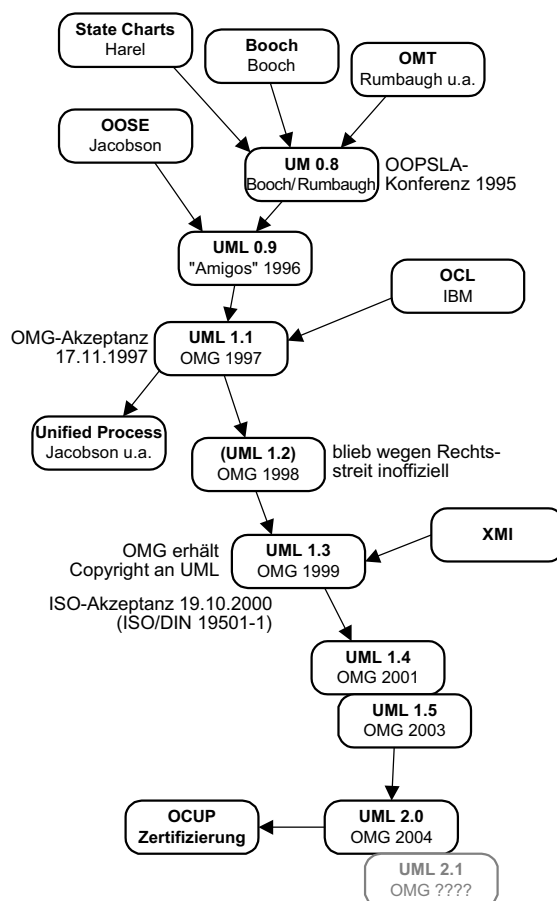 State Charts
Harel
Booch
Booch
OMT
Rumbaugh u.a.
OOSE
Jacobson
UM 0.8
Booch/Rumbaugh
OOPSLA-
Konferenz 1995
UML 0.9
"Amigos" 1996
OCL
IBM
OMG-Akzeptanz
17.11.1997
UML 1.1
OMG 1997
Unified Process
Jacobson u.a.
(UML 1.2)
OMG 1998
blieb wegen Rechts-
streit inoffiziell
OMG erhält
Copyright an UML
UML 1.3
OMG 1999
XMI
ISO-Akzeptanz 19.10.2000
(ISO/DIN 19501-1)
UML 1.4
OMG 2001
UML 1.5
OMG 2003
OCUP
Zertifizierung
UML 2.0
OMG 2004
UML 2.1
OMG ????